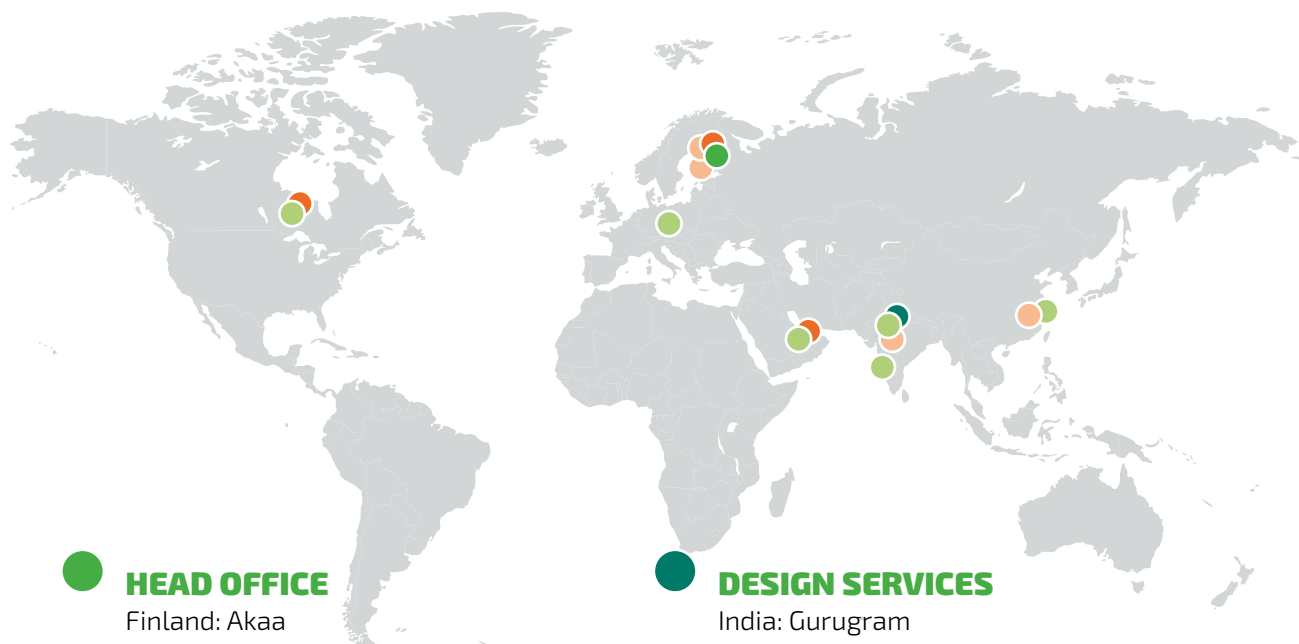 HEAD OFFICE
Finland: Akaa
DESIGN SERVICES
India: Gurugram